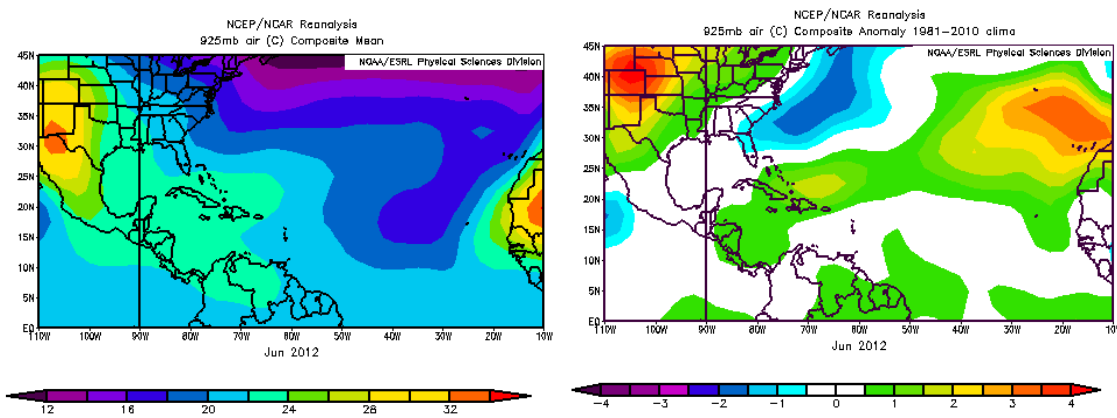 NCEP/NCAR Reanalysis
925mb air (C) Composite Mean
NOAA/ESRL Physical Sciences Division
45N
40N
35N
30N
25N
20N
15N
10N
5N
EQ
110W 100W 90W 80W 70W 60W 50W 40W 30W 20W 10W
Jun 2012
12 16 20 24 28 32
NCEP/NCAR Reanalysis
925mb air (C) Composite Anomaly 1981-2010 clima
NOAA/ESRL Physical Sciences Division
45N
40N
35N
30N
25N
20N
15N
10N
5N
EQ
110W 100W 90W 80W 70W 60W 50W 40W 30W 20W 10W
Jun 2012
-4 -3 -2 -1 0 1 2 3 4